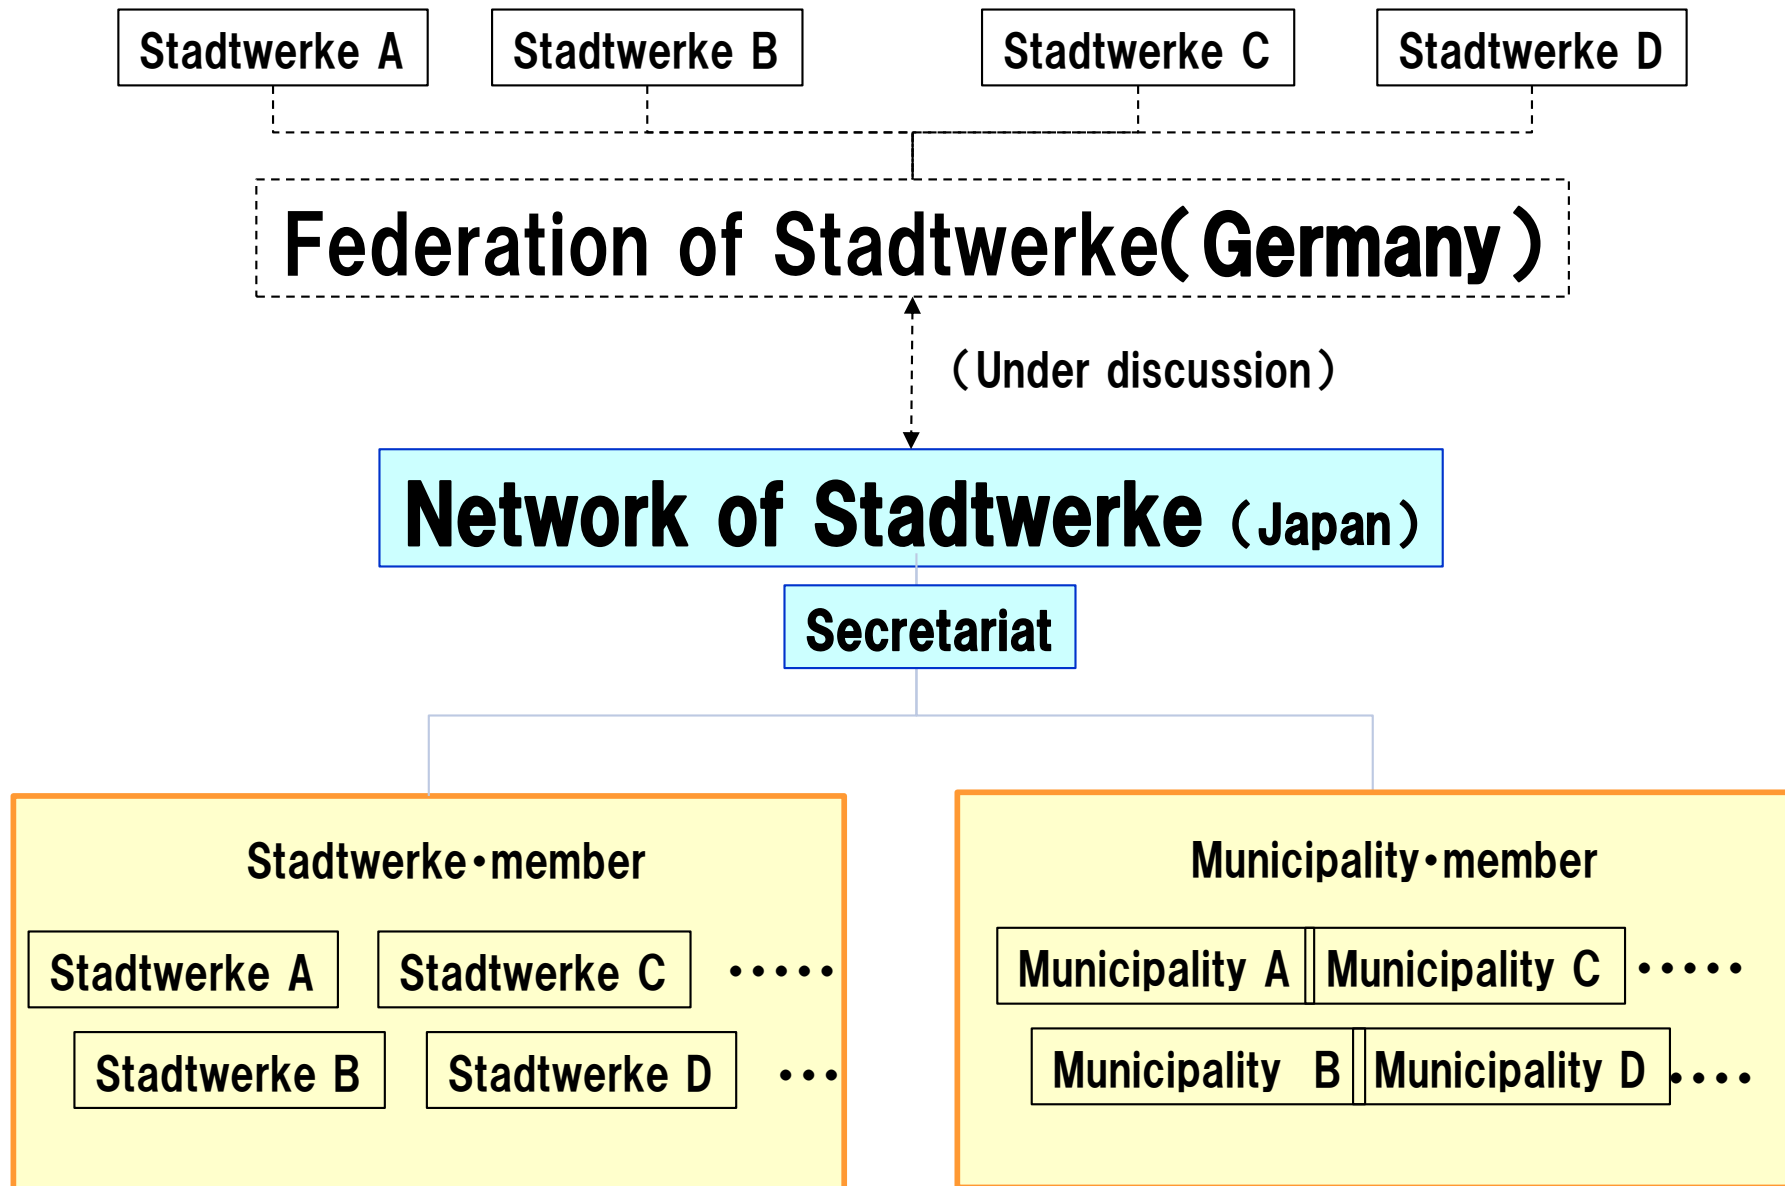 Stadtwerke A
Stadtwerke B
Stadtwerke C
Stadtwerke D
Federation of Stadtwerke(Germany)
(Under discussion)
Network of Stadtwerke (Japan)
Secretariat
Stadtwerke・member
Stadtwerke A
Stadtwerke C
・・・・・
Stadtwerke B
Stadtwerke D
・・・
Municipality・member
Municipality A
Municipality C
・・・・・
Municipality B
Municipality D
・・・・